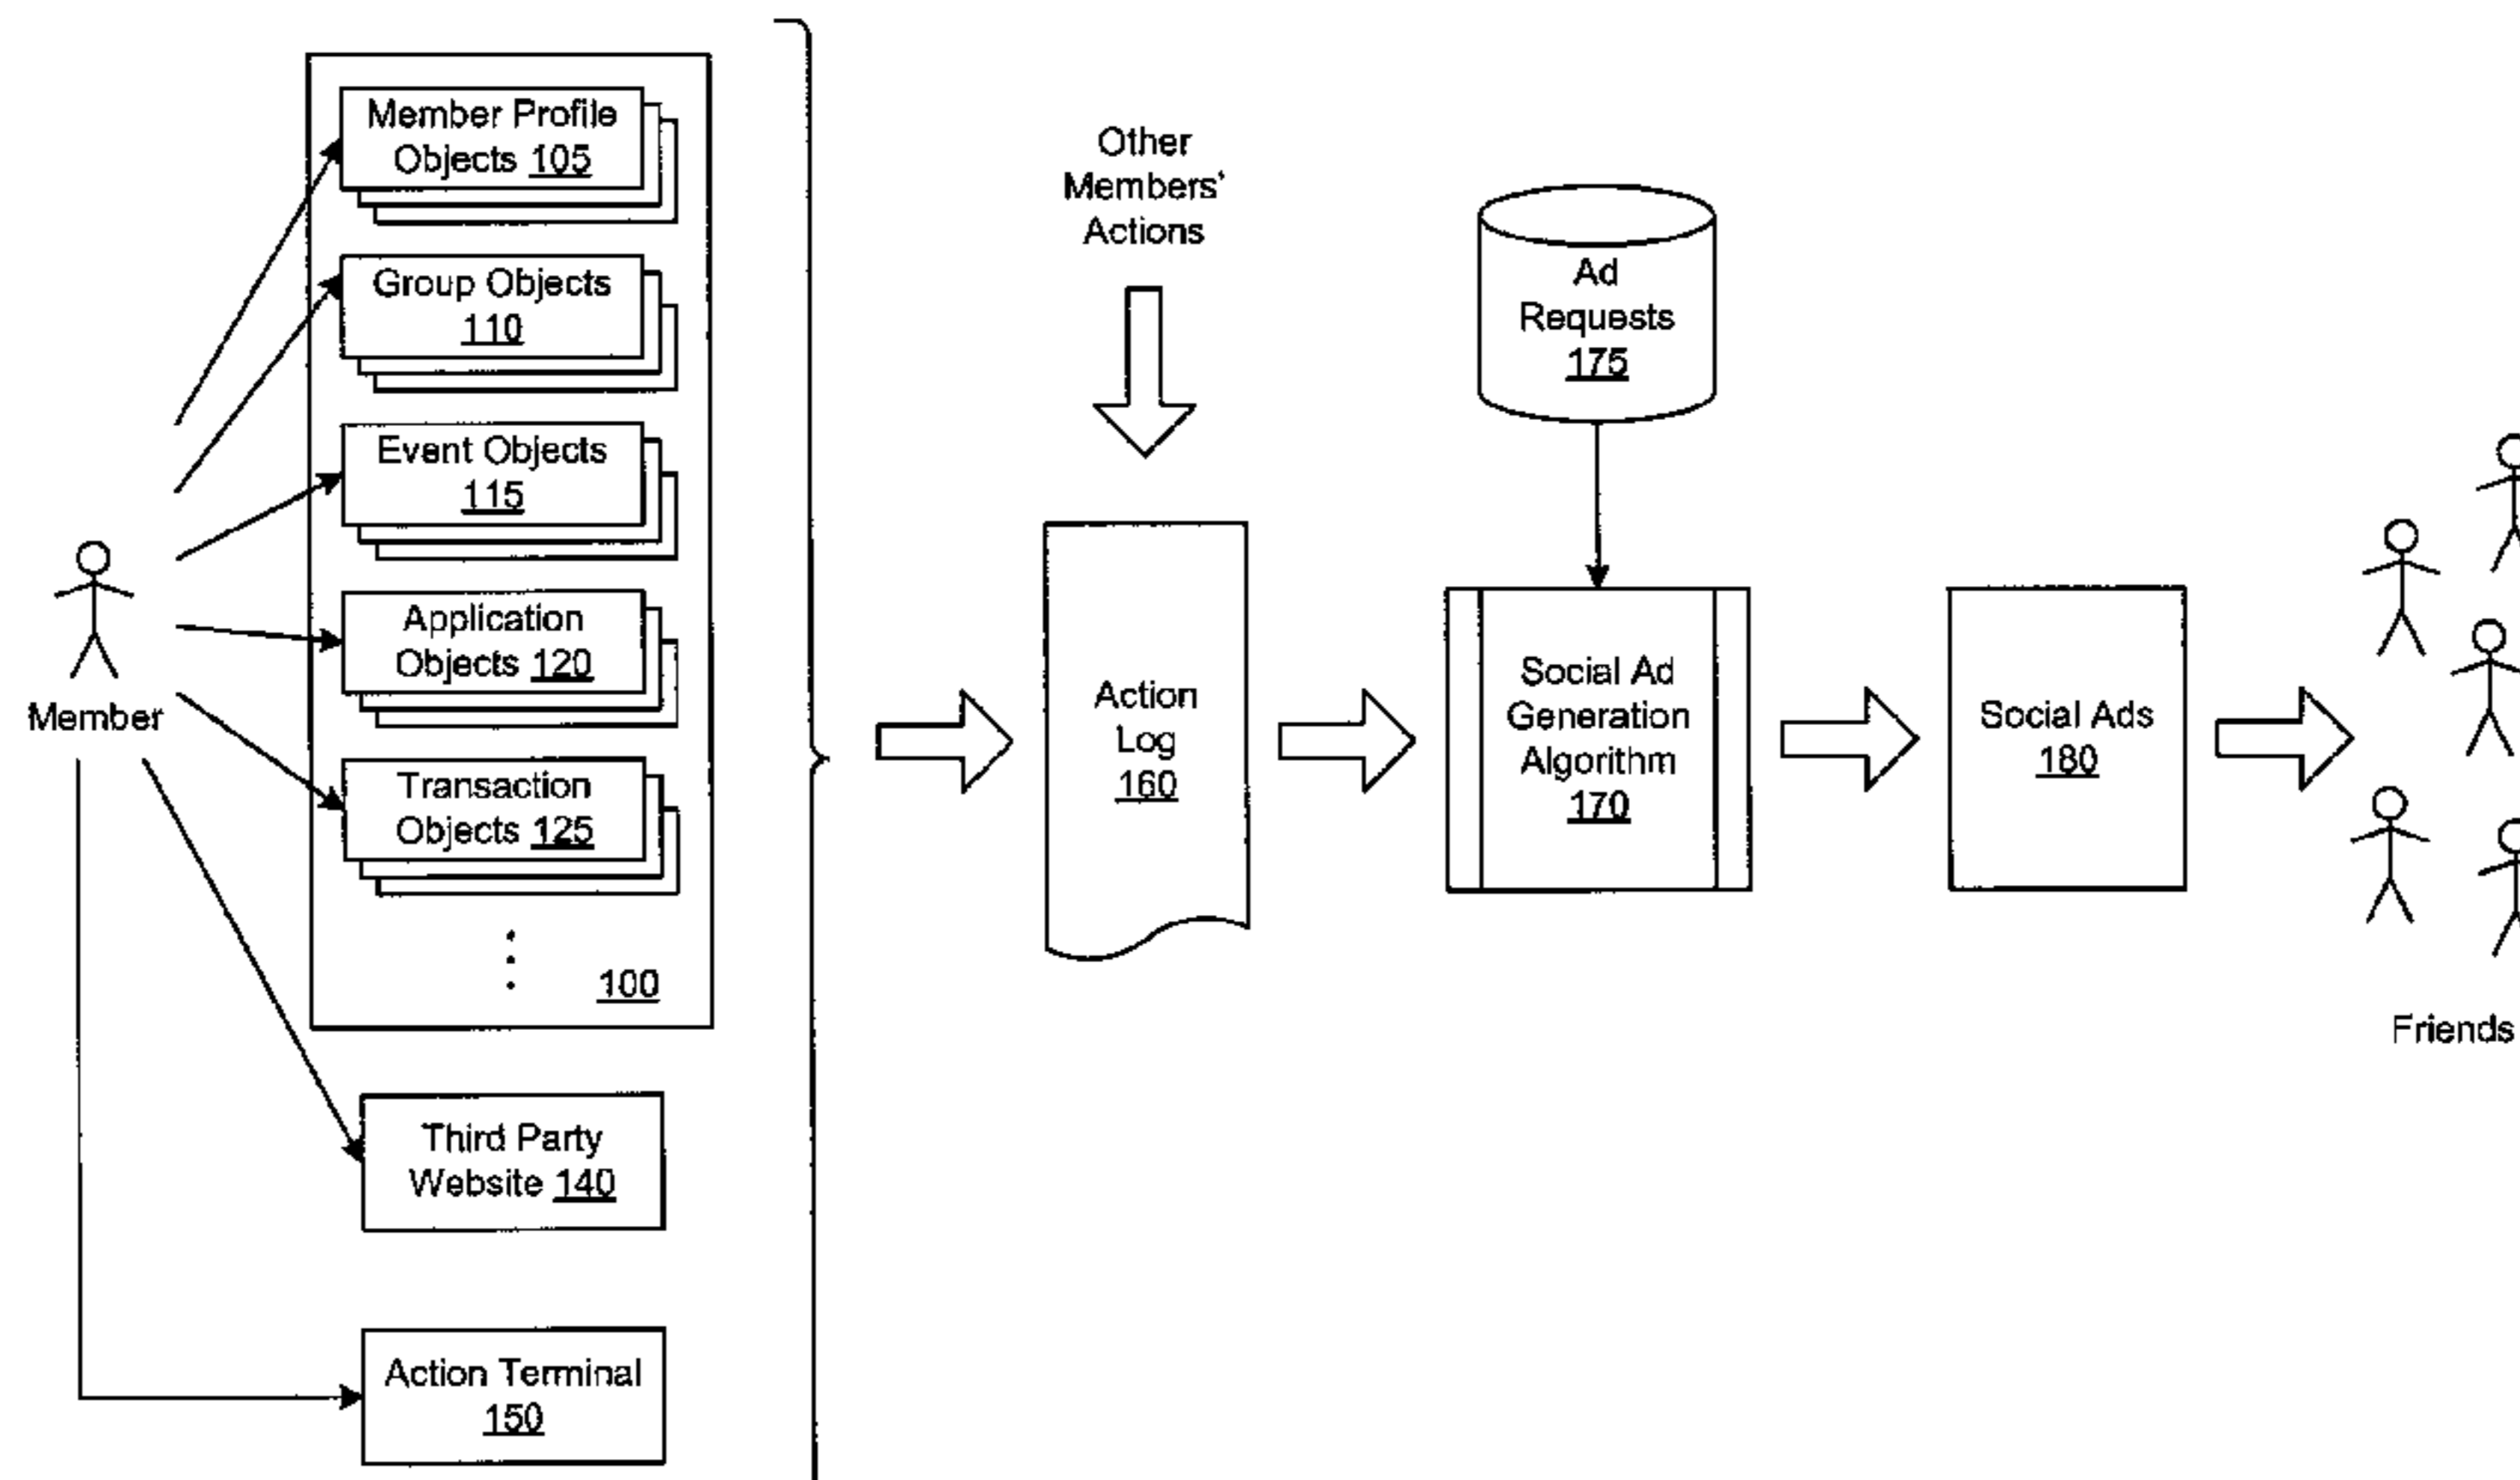 Member
Member Profile
Objects 105
Group Objects
110
Event Objects
115
Application
Objects 120
Transaction
Objects 125
100
Third Party
Website 140
Action Terminal
150
Other
Members'
Actions
Action
Log
160
Ad
Requests
175
Social Ad
Generation
Algorithm
170
Social Ads
180
Friends